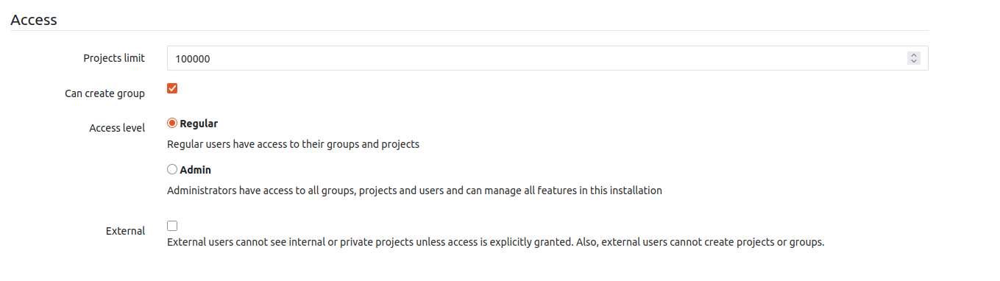 Access
Projects limit
100000
Can create group
Access level
Regular
Regular users have access to their groups and projects
Admin
Administrators have access to all groups, projects and users and can manage all features in this installation
External
External users cannot see internal or private projects unless access is explicitly granted. Also, external users cannot create projects or groups.